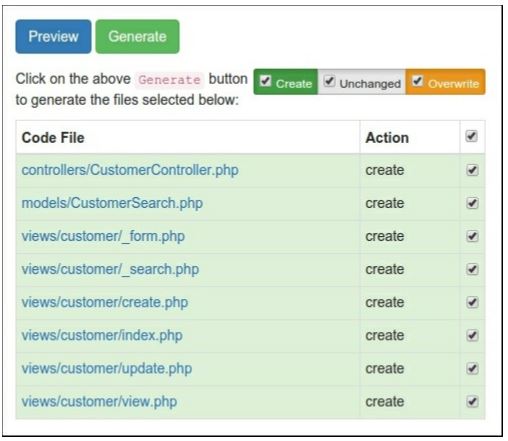 Preview Generate
Click on the above Generate button Create Unchanged Overwrite
to generate the files selected below:
Code File Action
controllers/CustomerController.php create
models/CustomerSearch.php create
views/customer/_form.php create
views/customer/_search.php create
views/customer/create.php create
views/customer/index.php create
views/customer/update.php create
views/customer/view.php create